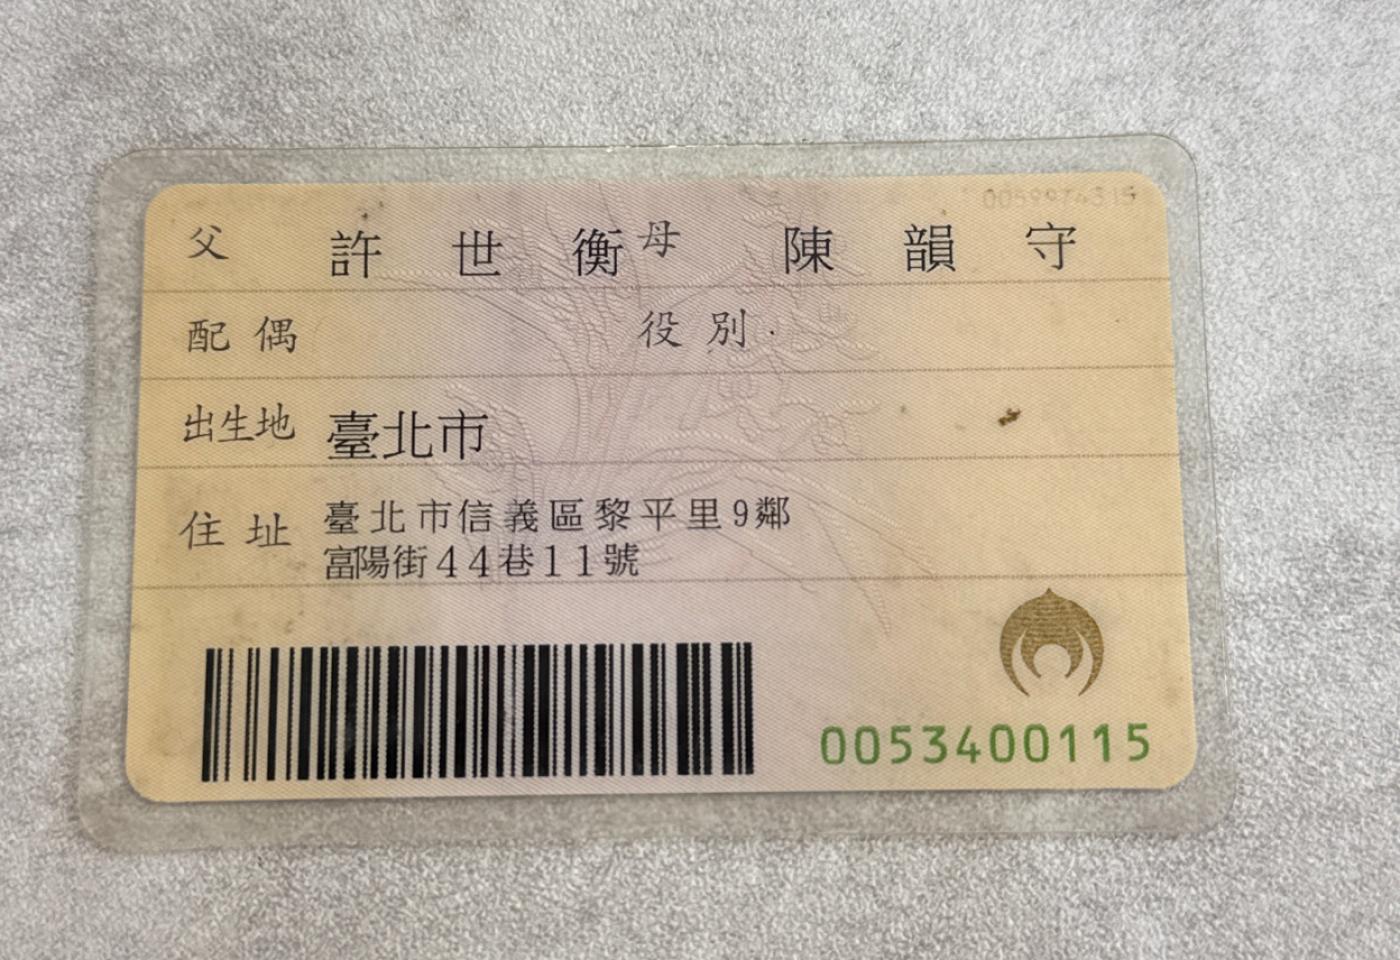 父 許世衡 母 陳韻守
配偶 役別
出生地 臺北市
住址 臺北市信義區黎平里9鄰
富陽街44巷11號
0053400115